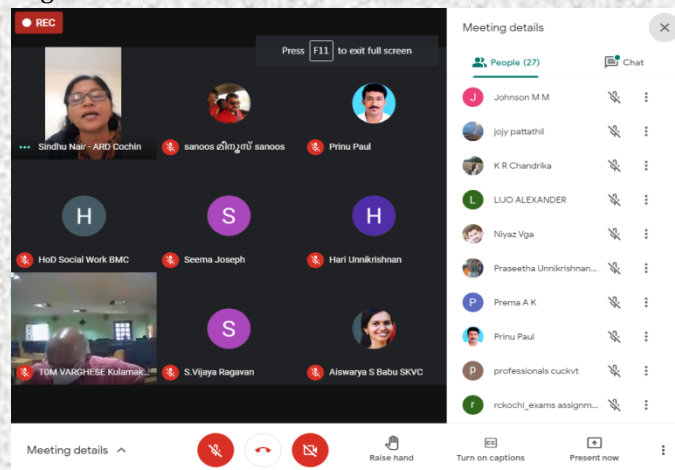 REC
Press F11 to exit full screen
Sindhu Nair - ARD Cochin
sanoos മീനൂസ് sanoos
Prinu Paul
H
S
H
HoD Social Work BMC
Seema Joseph
Hari Unnikrishnan
S
TOM VARGHESE Kulamak...
S.Vijaya Ragavan
Aiswarya S Babu SKVC
Meeting details
People (27)
Chat
J Johnson M M
jojy pattathil
K R Chandrika
L LIJO ALEXANDER
Niyaz Vga
Praseetha Unnikrishnan...
P Prema A K
Prinu Paul
p professionals cuckvt
r rckochi_exams assignm...
Meeting details
Raise hand
CC
Turn on captions
Present now